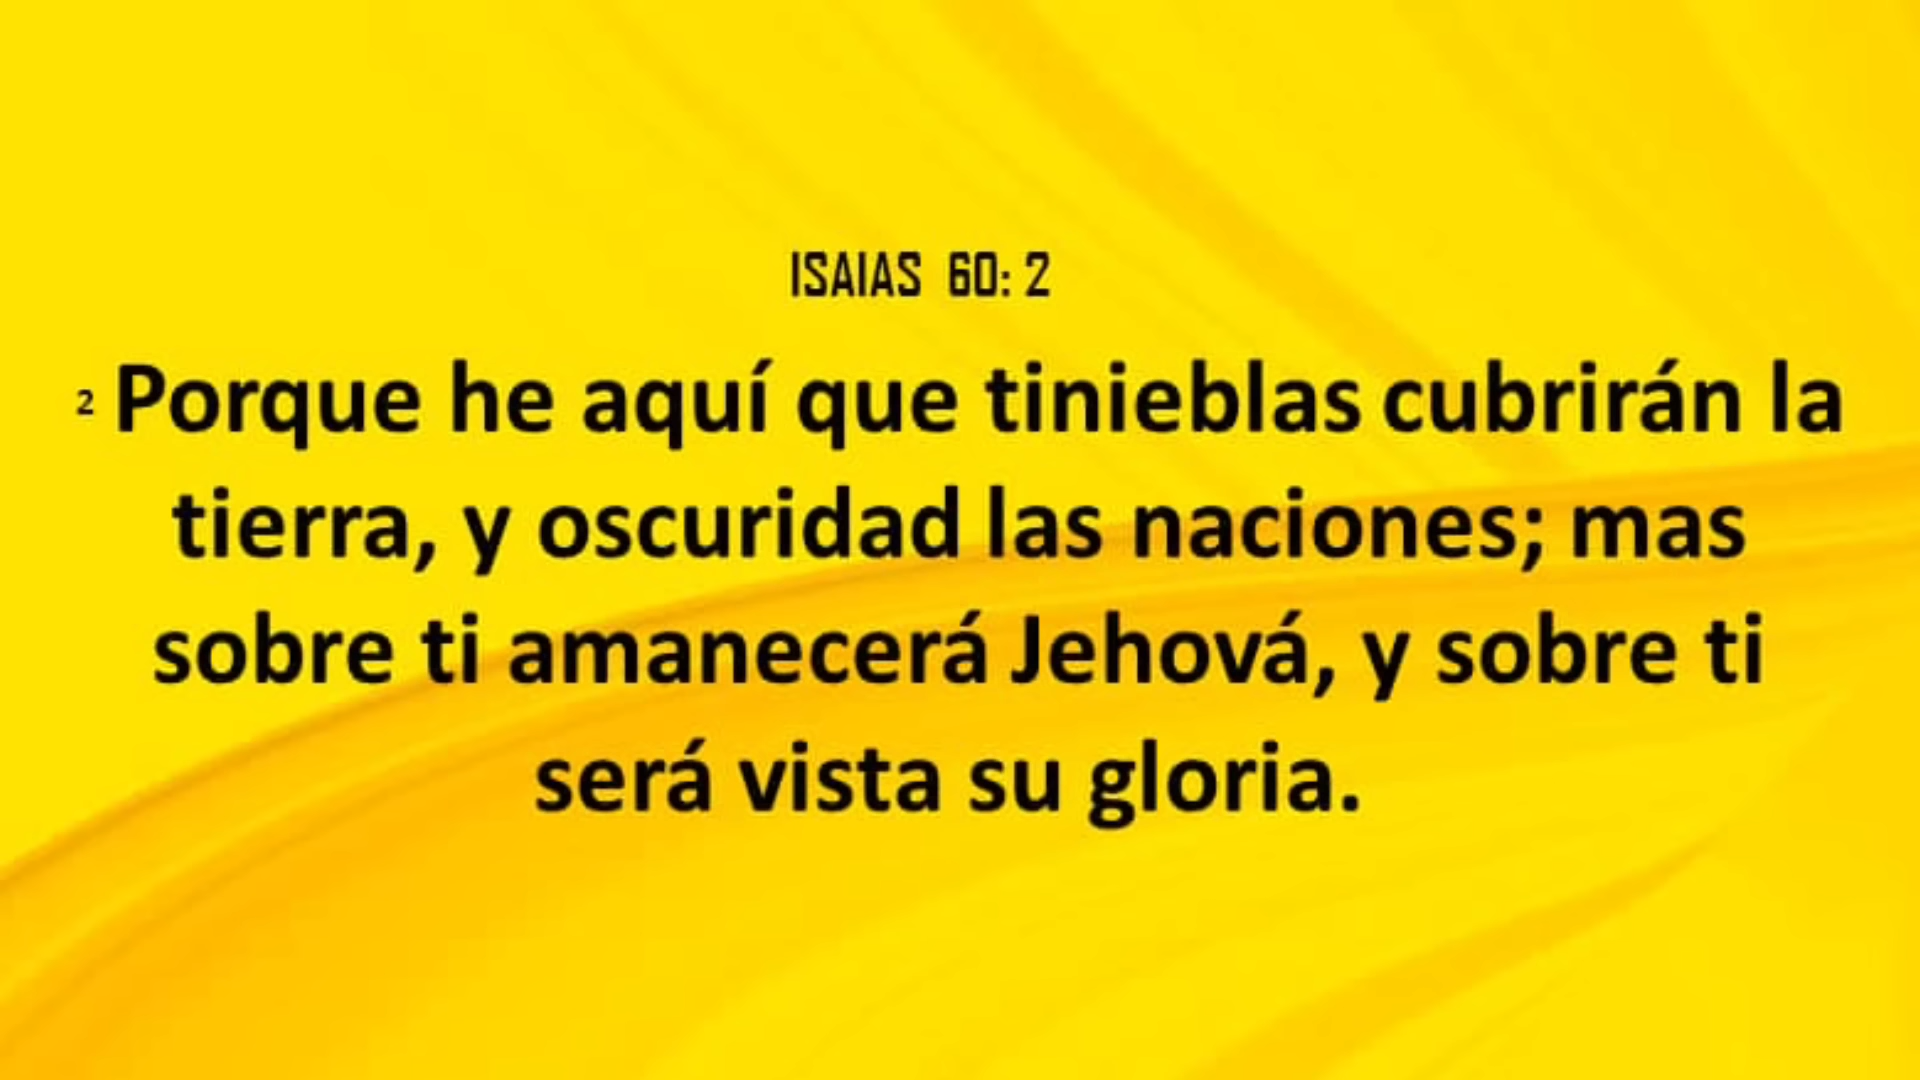 ISAIAS 60: 2
2 Porque he aquí que tinieblas cubrirán la
tierra, y oscuridad las naciones; mas
sobre ti amanecerá Jehová, y sobre ti
será vista su gloria.